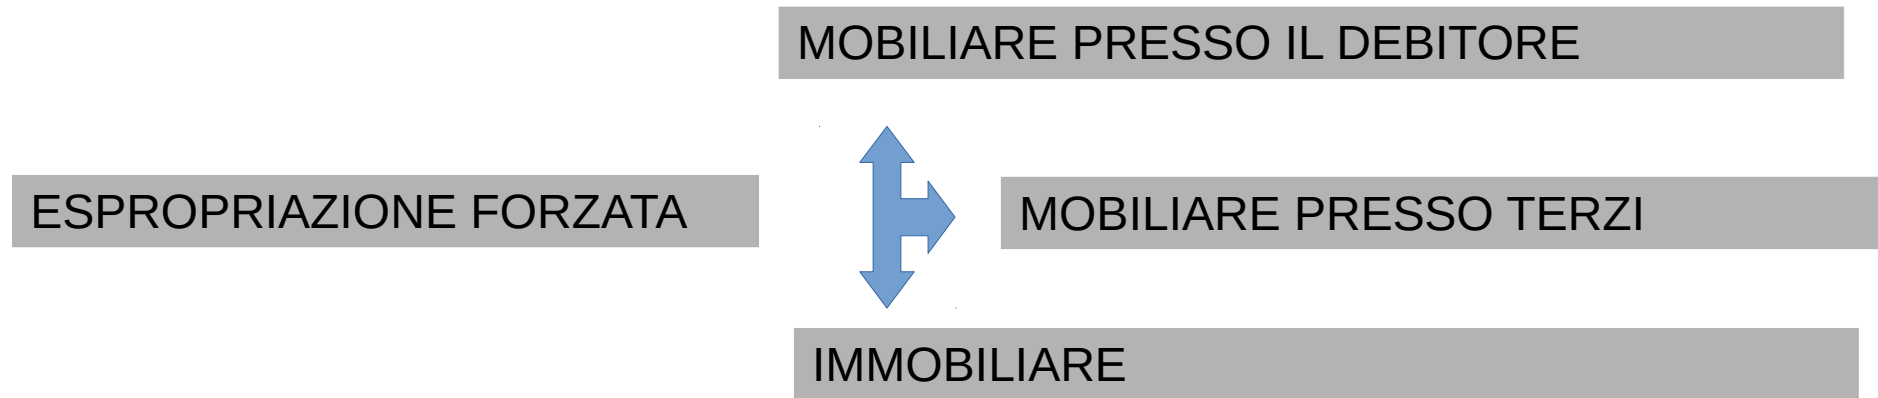 MOBILIARE PRESSO IL DEBITORE
ESPROPRIAZIONE FORZATA
MOBILIARE PRESSO TERZI
IMMOBILIARE